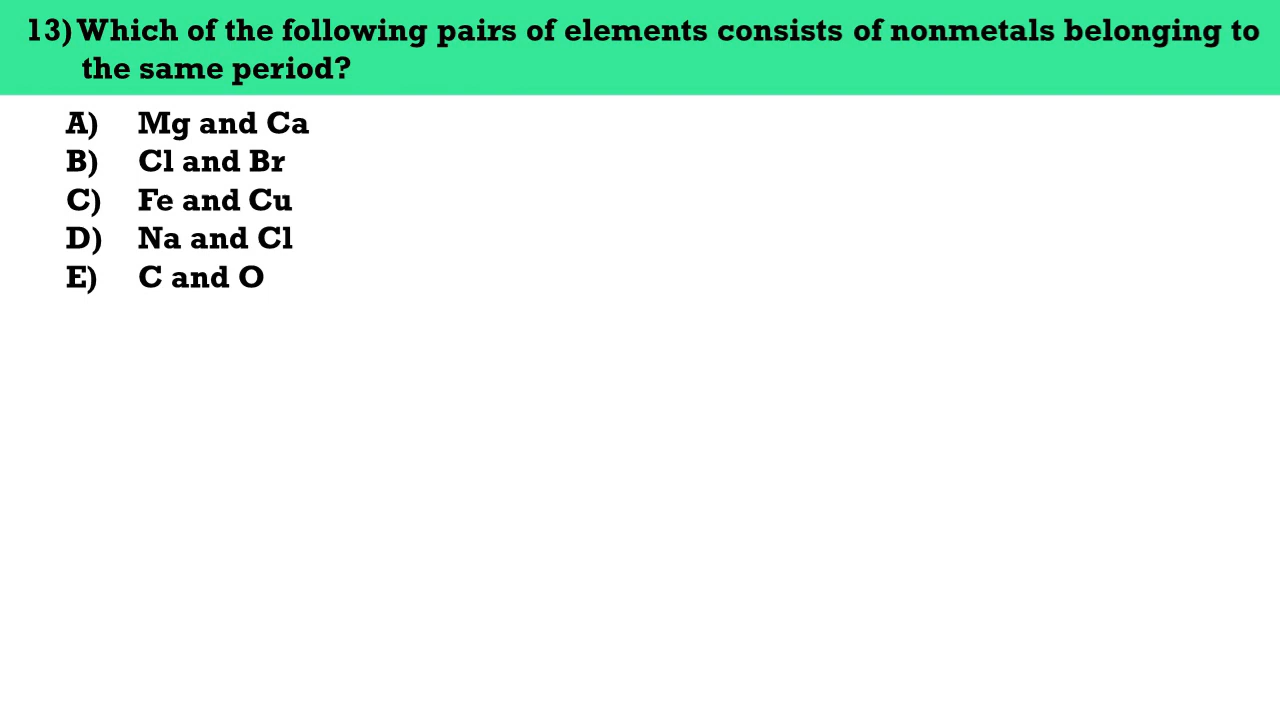 13) Which of the following pairs of elements consists of nonmetals belonging to
the same period?
A) Mg and Ca
B) Cl and Br
C) Fe and Cu
D) Na and Cl
E) C and O